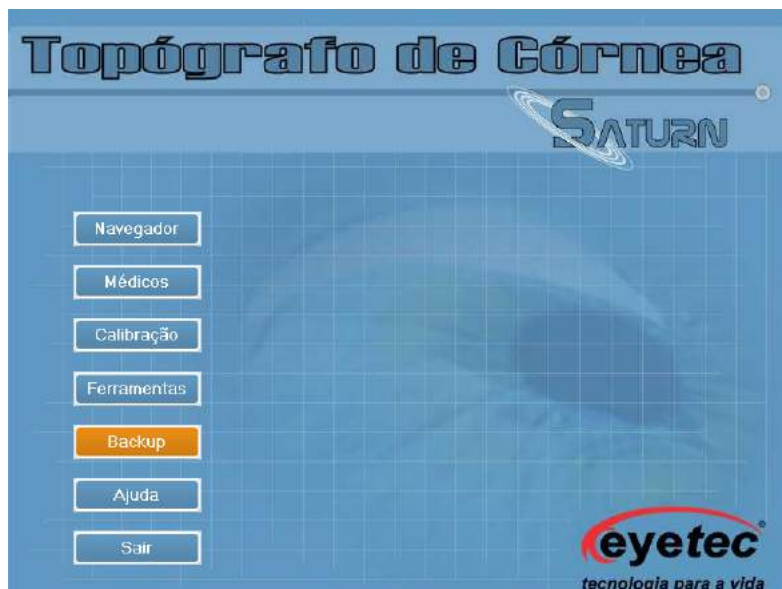 Topógrafo de Córnea
SATURN
Navegador
Médicos
Calibração
Ferramentas
Backup
Ajuda
Sair
eyetec®
tecnologia para a vida